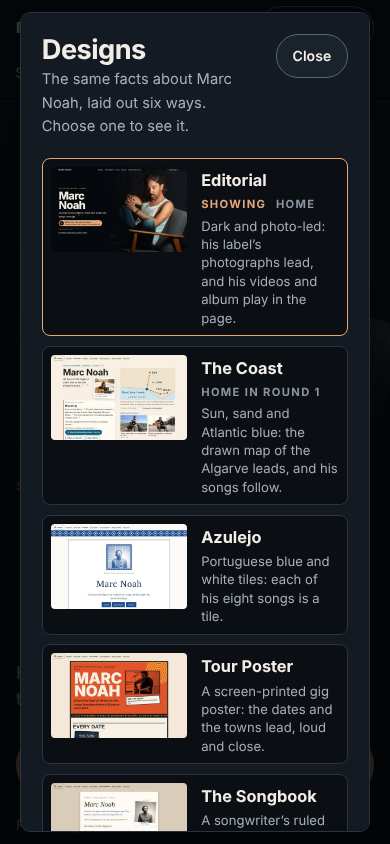 Designs
Close
The same facts about Marc
Noah, laid out six ways.
Choose one to see it.
Marc
Noah
Editorial
SHOWING HOME
Dark and photo-led:
his label's
photographs lead,
and his videos and
album play in the
page.
Marc Noah
The Coast
HOME IN ROUND 1
Sun, sand and
Atlantic blue: the
drawn map of the
Algarve leads, and his
songs follow.
Marc Noah
Azulejo
Portuguese blue and
white tiles: each of
his eight songs is a
tile.
MARC
NOAH
EVERY DATE
Tour Poster
A screen-printed gig
poster: the dates and
the towns lead, loud
and close.
Marc Noah
The Songbook
A songwriter's ruled